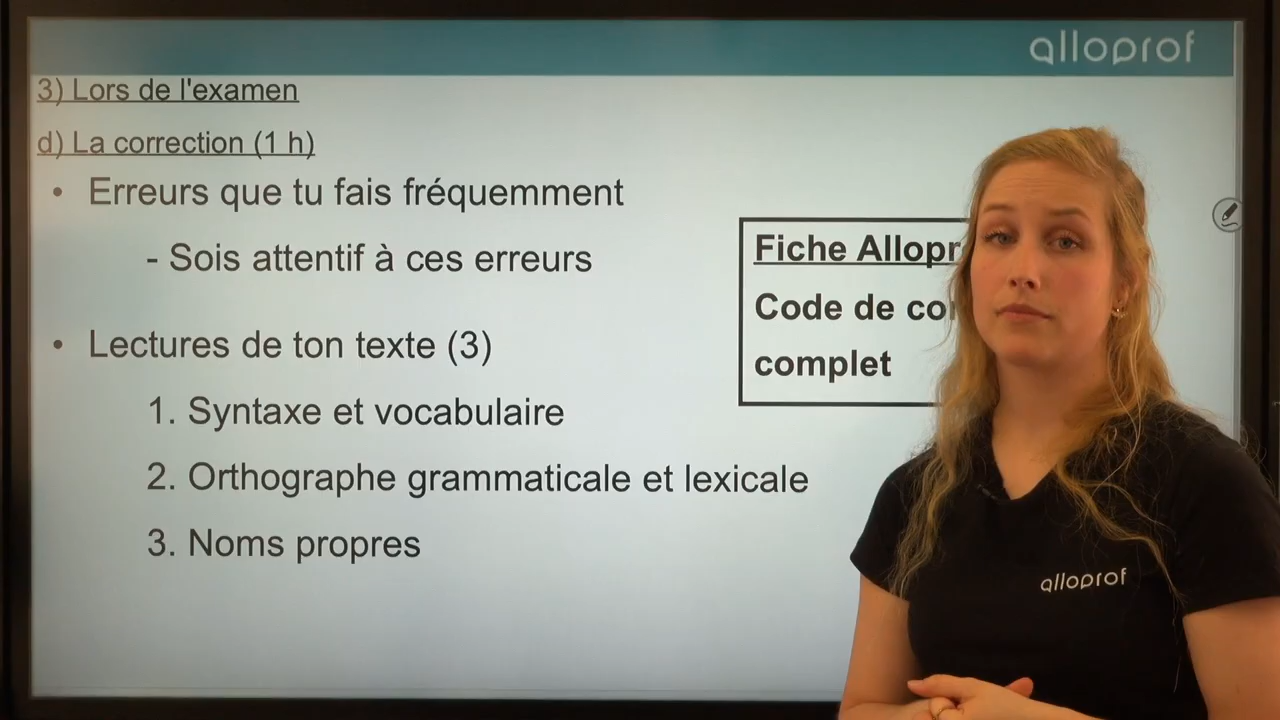 alloprof
3) Lors de l'examen
d) La correction (1 h)
• Erreurs que tu fais fréquemment
- Sois attentif à ces erreurs
• Lectures de ton texte (3)
1. Syntaxe et vocabulaire
2. Orthographe grammaticale et lexicale
3. Noms propres
Fiche
Code de
complet
alloprof